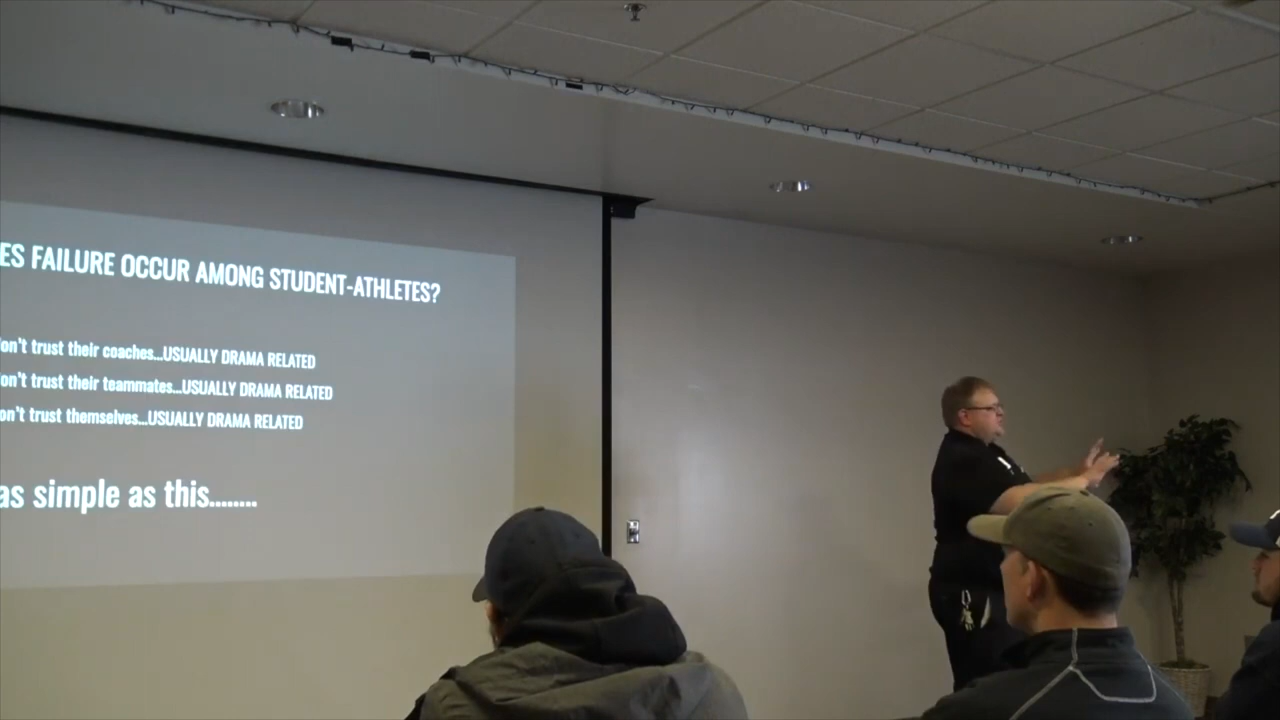 ES FAILURE OCCUR AMONG STUDENT-ATHLETES?
on't trust their coaches...USUALLY DRAMA RELATED
on't trust their teammates...USUALLY DRAMA RELATED
on't trust themselves...USUALLY DRAMA RELATED
as simple as this........